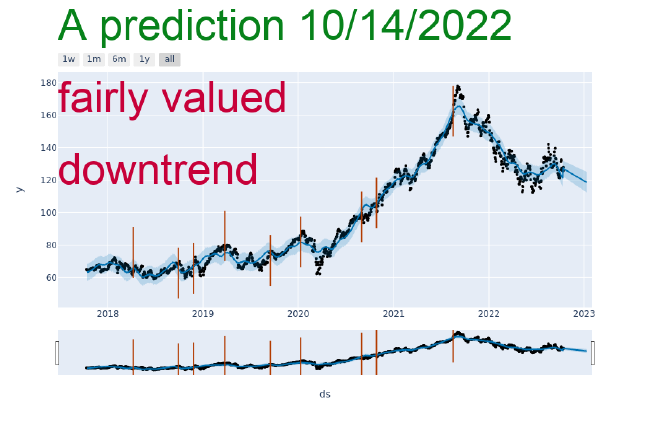 A prediction 10/14/2022
1w 1m 6m 1y all
fairly valued
downtrend
y
180
160
140
120
100
80
60
2018 2019 2020 2021 2022 2023
ds